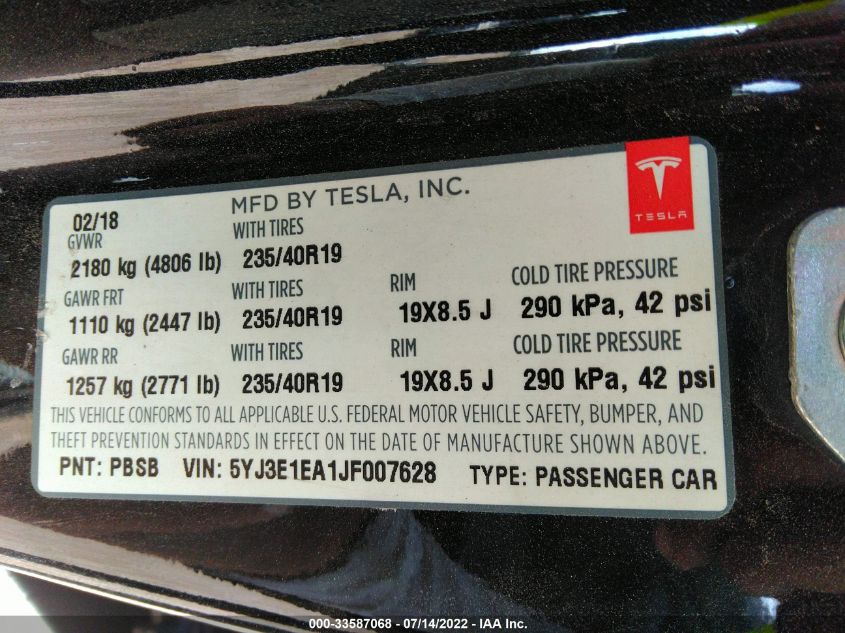 MFD BY TESLA, INC.
TESLA
02/18
GVWR WITH TIRES
2180 kg (4806 lb) 235/40R19
GAWR FRT WITH TIRES RIM COLD TIRE PRESSURE
1110 kg (2447 lb) 235/40R19 19X8.5 J 290 kPa, 42 psi
GAWR RR WITH TIRES RIM COLD TIRE PRESSURE
1257 kg (2771 lb) 235/40R19 19X8.5 J 290 kPa, 42 psi
THIS VEHICLE CONFORMS TO ALL APPLICABLE U.S. FEDERAL MOTOR VEHICLE SAFETY, BUMPER, AND
THEFT PREVENTION STANDARDS IN EFFECT ON THE DATE OF MANUFACTURE SHOWN ABOVE.
PNT: PBSB VIN: 5YJ3E1EA1JF007628 TYPE: PASSENGER CAR
000-33587068 - 07/14/2022 - IAA Inc.